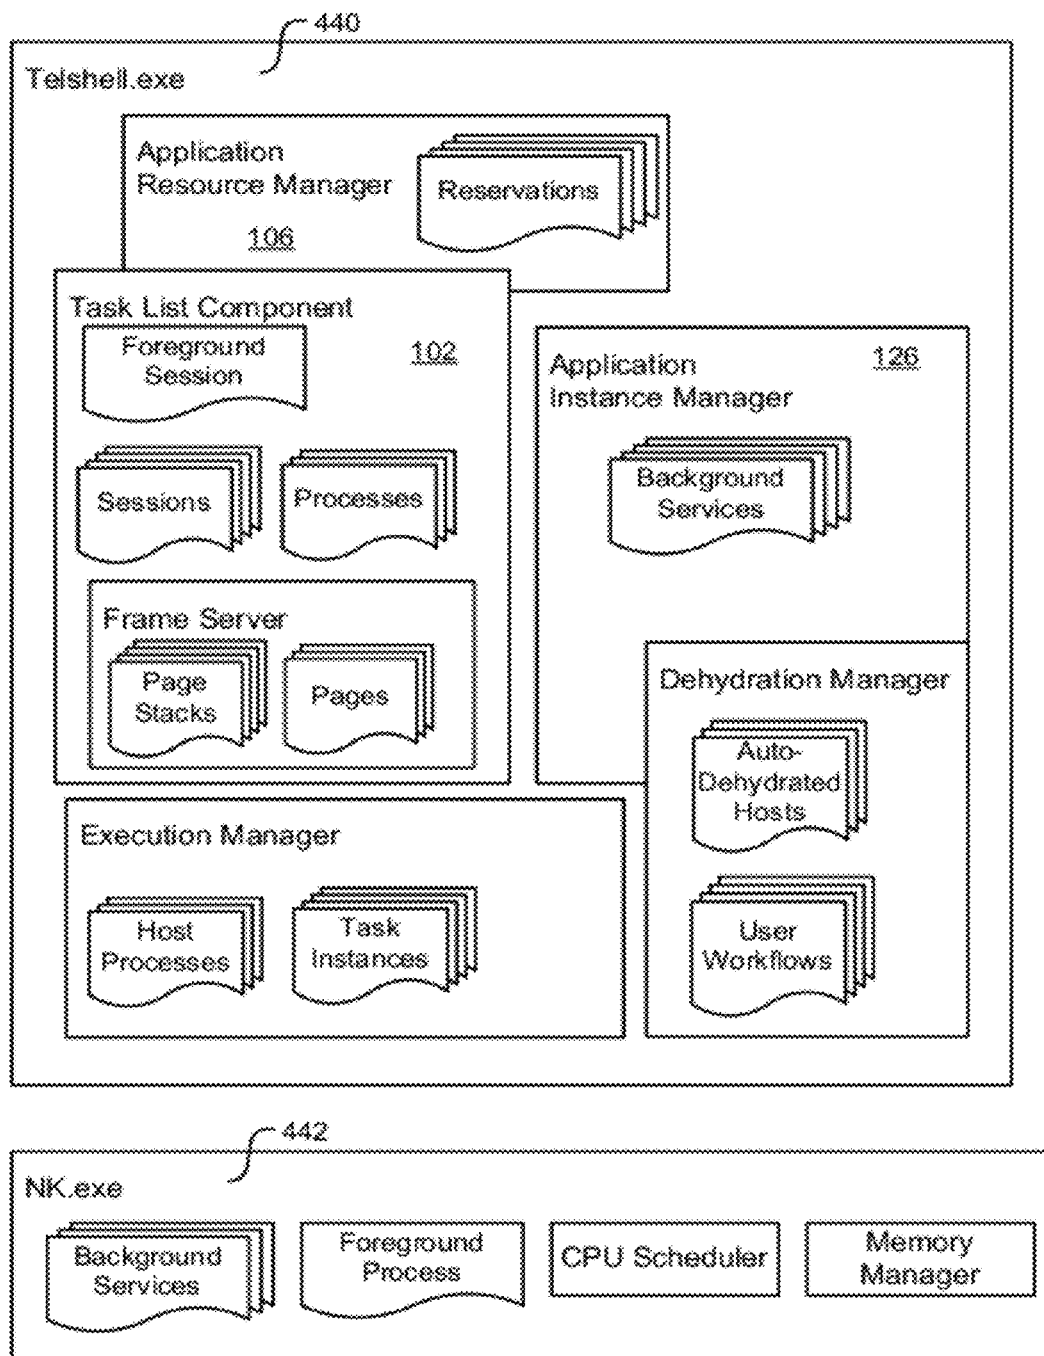 440
Telshell.exe
Application
Resource Manager
106
Reservations
Task List Component
102
Foreground
Session
Sessions
Processes
Frame Server
Page
Stacks
Pages
Application
Instance Manager
126
Background
Services
Dehydration Manager
Auto-
Dehydrated
Hosts
User
Workflows
Execution Manager
Host
Processes
Task
Instances
442
NK.exe
Background
Services
Foreground
Process
CPU Scheduler
Memory
Manager